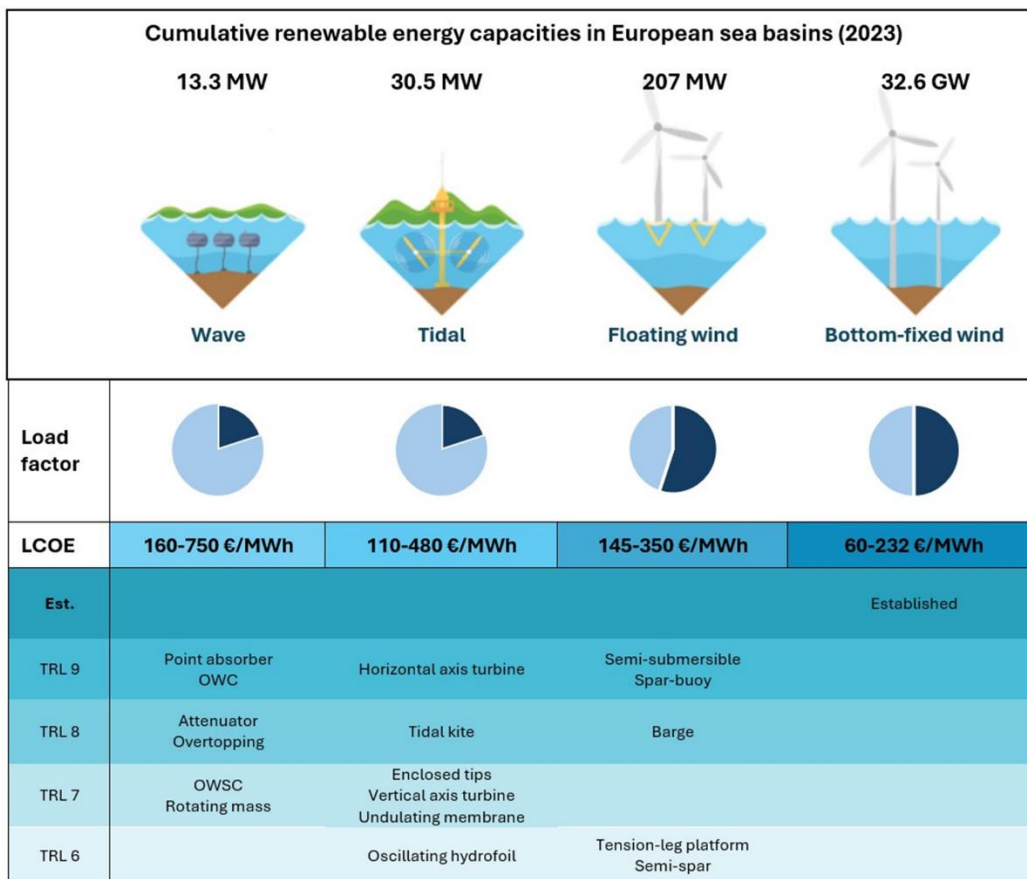 Cumulative renewable energy capacities in European sea basins (2023)
13.3 MW
30.5 MW
207 MW
32.6 GW
Wave
Tidal
Floating wind
Bottom-fixed wind
Load
factor
LCOE
160-750 €/MWh
110-480 €/MWh
145-350 €/MWh
60-232 €/MWh
Est.
Established
TRL 9
Point absorber
OWC
Horizontal axis turbine
Semi-submersible
Spar-buoy
TRL 8
Attenuator
Overtopping
Tidal kite
Barge
TRL 7
OWSC
Rotating mass
Enclosed tips
Vertical axis turbine
Undulating membrane
TRL 6
Oscillating hydrofoil
Tension-leg platform
Semi-spar